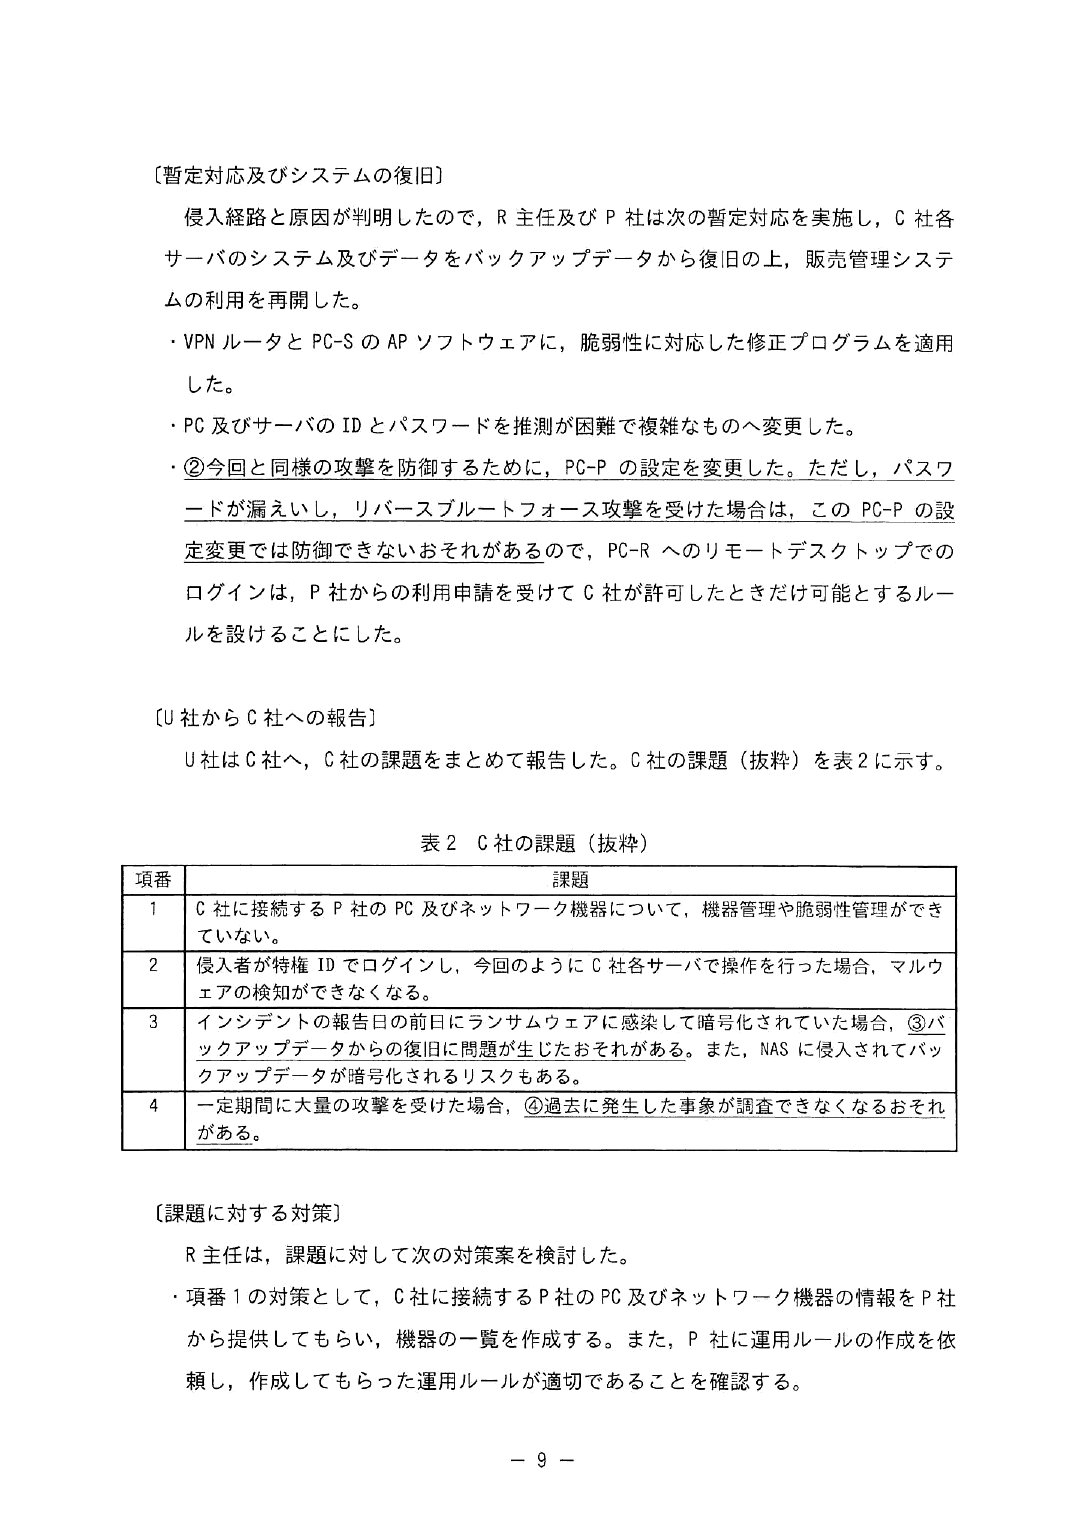 〔暫定対応及びシステムの復旧〕
侵入経路と原因が判明したので，R 主任及び P 社は次の暫定対応を実施し，C 社各
サーバのシステム及びデータをバックアップデータから復旧の上，販売管理システ
ムの利用を再開した。
・VPN ルータと PC-S の AP ソフトウェアに，脆弱性に対応した修正プログラムを適用
した。
・PC 及びサーバの ID とパスワードを推測が困難で複雑なものへ変更した。
・②今回と同様の攻撃を防御するために，PC-P の設定を変更した。ただし，パスワ
ードが漏えいし，リバースブルートフォース攻撃を受けた場合は，この PC-P の設
定変更では防御できないおそれがあるので，PC-R へのリモートデスクトップでの
ログインは，P 社からの利用申請を受けて C 社が許可したときだけ可能とするルー
ルを設けることにした。
〔U 社から C 社への報告〕
U 社は C 社へ，C 社の課題をまとめて報告した。C 社の課題（抜粋）を表 2 に示す。
表 2　C 社の課題（抜粋）
項番　課題
1　C 社に接続する P 社の PC 及びネットワーク機器について，機器管理や脆弱性管理ができ
ていない。
2　侵入者が特権 ID でログインし，今回のように C 社各サーバで操作を行った場合，マルウ
ェアの検知ができなくなる。
3　インシデントの報告日の前日にランサムウェアに感染して暗号化されていた場合，③バ
ックアップデータからの復旧に問題が生じたおそれがある。また，NAS に侵入されてバッ
クアップデータが暗号化されるリスクもある。
4　一定期間に大量の攻撃を受けた場合，④過去に発生した事象が調査できなくなるおそれ
がある。
〔課題に対する対策〕
R 主任は，課題に対して次の対策案を検討した。
・項番 1 の対策として，C 社に接続する P 社の PC 及びネットワーク機器の情報を P 社
から提供してもらい，機器の一覧を作成する。また，P 社に運用ルールの作成を依
頼し，作成してもらった運用ルールが適切であることを確認する。
－ 9 －